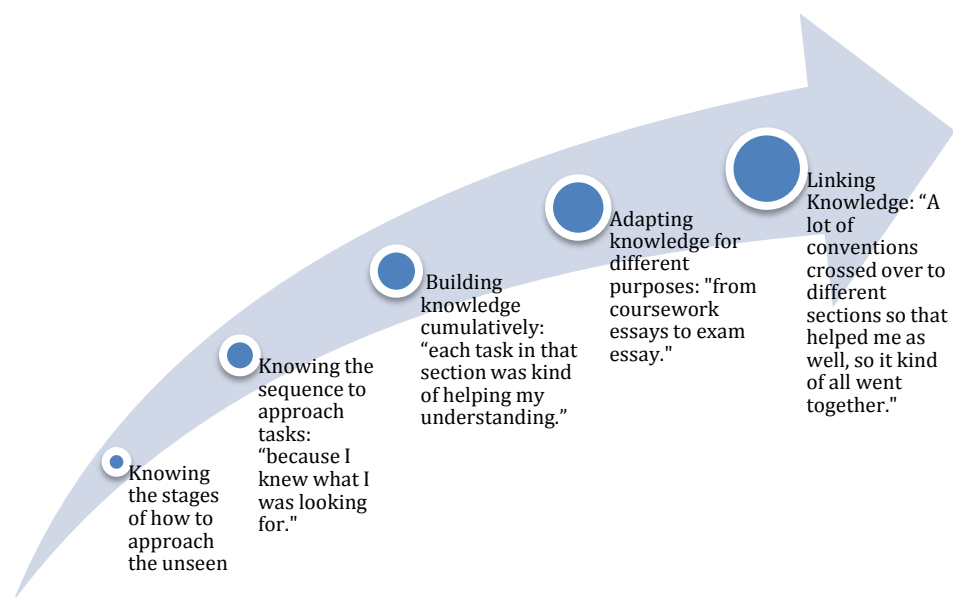 Knowing
the stages
of how to
approach
the unseen
Knowing the
sequence to
approach
tasks:
“because I
knew what I
was looking
for."
Building
knowledge
cumulatively:
“each task in that
section was kind
of helping my
understanding.”
Adapting
knowledge for
different
purposes: "from
coursework
essays to exam
essay."
Linking
Knowledge: “A
lot of
conventions
crossed over to
different
sections so that
helped me as
well, so it kind
of all went
together."